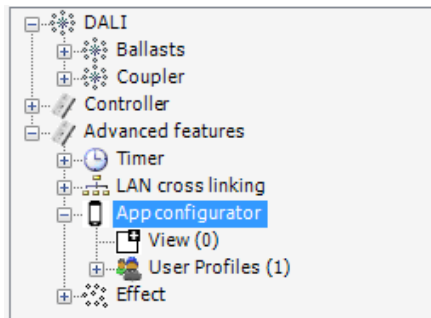 DALI
Ballasts
Coupler
Controller
Advanced features
Timer
LAN cross linking
App configurator
View (0)
User Profiles (1)
Effect